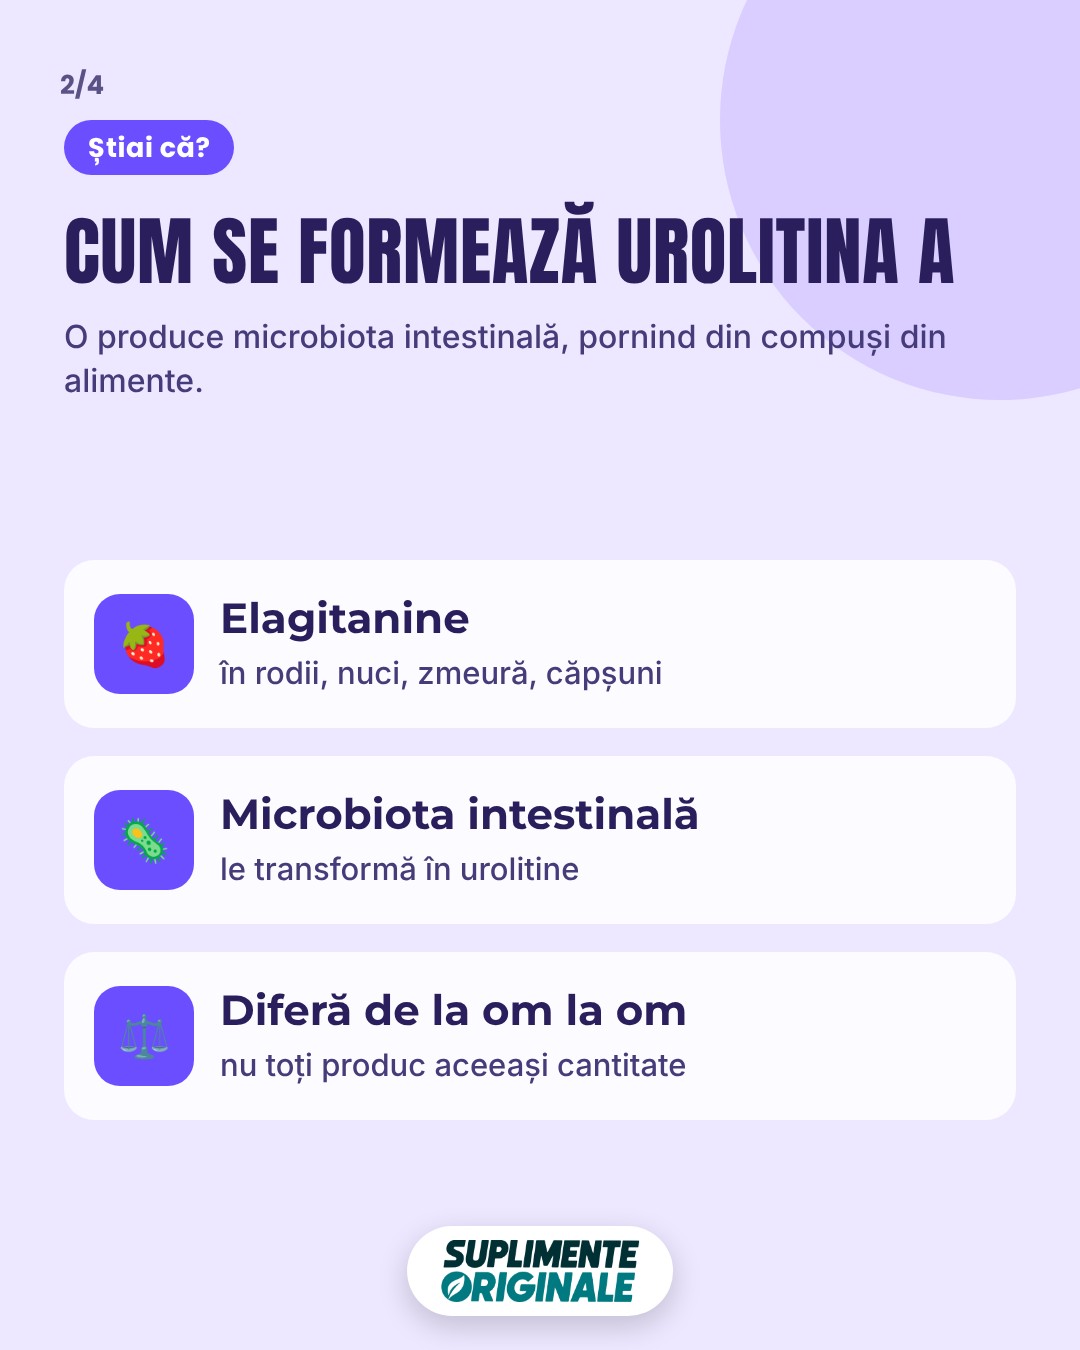 2/4
Știai că?
CUM SE FORMEAZĂ UROLITINA A
O produce microbiota intestinală, pornind din compuși din
alimente.
Elagitanine
în rodii, nuci, zmeură, căpșuni
Microbiota intestinală
le transformă în urolitine
Diferă de la om la om
nu toți produc aceeași cantitate
SUPLIMENTE
ORIGINALE